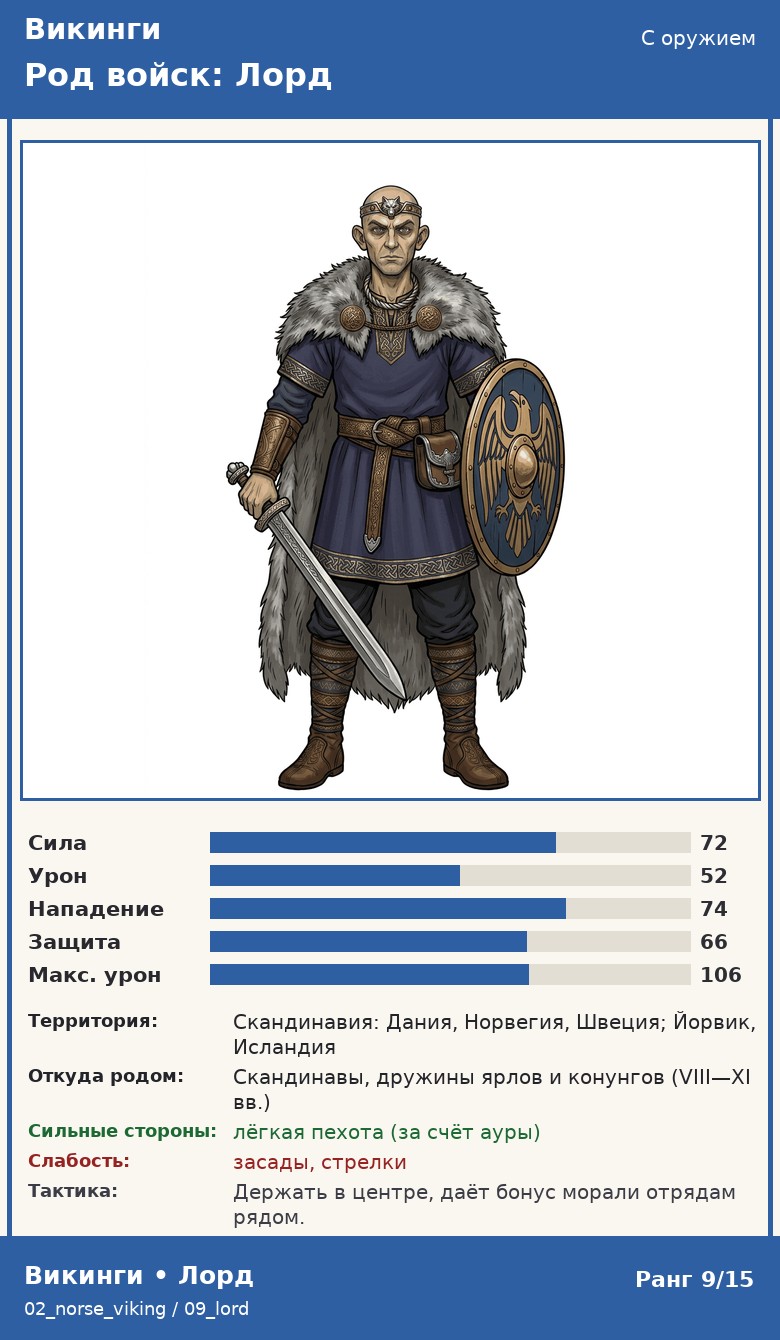 Викинги
С оружием
Род войск: Лорд
Сила 72
Урон 52
Нападение 74
Защита 66
Макс. урон 106
Территория: Скандинавия: Дания, Норвегия, Швеция; Йорвик,
Исландия
Откуда родом: Скандинавы, дружины ярлов и конунгов (VIII—XI
вв.)
Сильные стороны: лёгкая пехота (за счёт ауры)
Слабость: засады, стрелки
Тактика: Держать в центре, даёт бонус морали отрядам
рядом.
Викинги • Лорд
Ранг 9/15
02_norse_viking / 09_lord